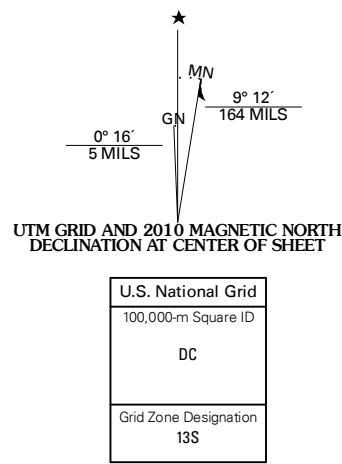 ★
MN
GN
9° 12´
164 MILS
0° 16´
5 MILS
UTM GRID AND 2010 MAGNETIC NORTH
DECLINATION AT CENTER OF SHEET
U.S. National Grid
100,000-m Square ID
DC
Grid Zone Designation
13S